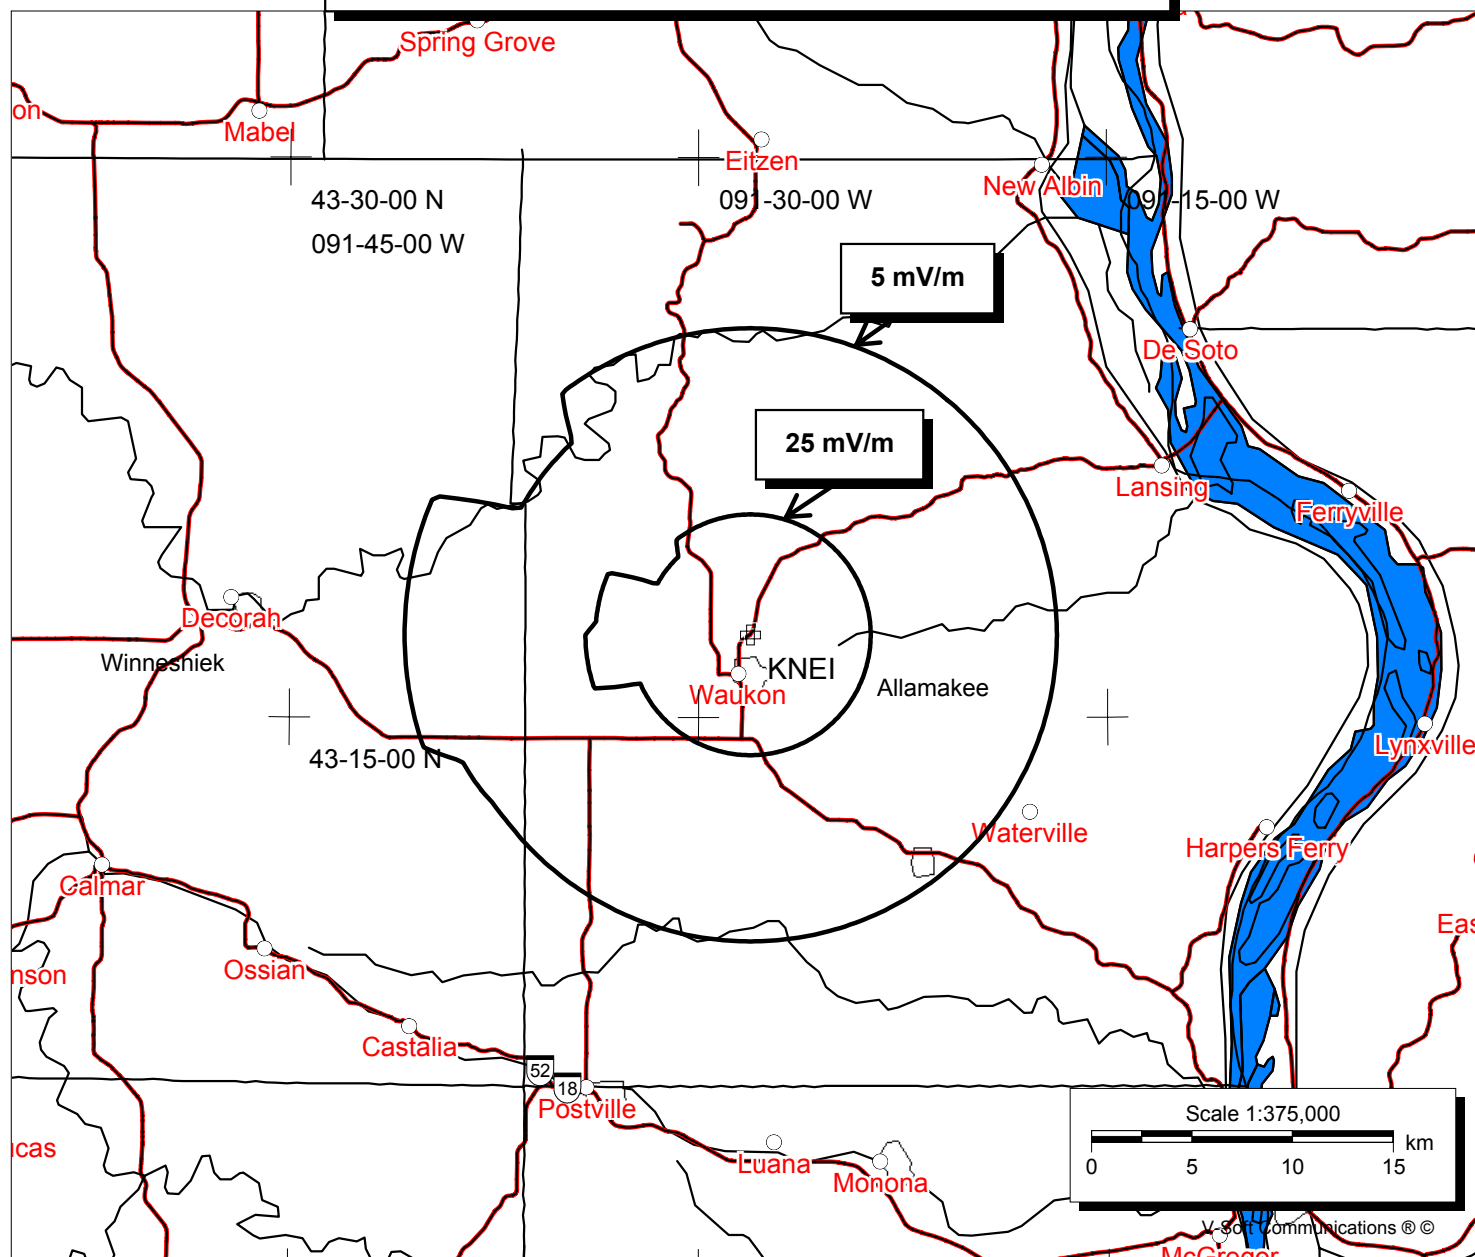 Spring Grove
on
Mabel
Eitzen
New Albin
43-30-00 N
091-45-00 W
091-30-00 W
091-15-00 W
5 mV/m
De Soto
25 mV/m
Lansing
Ferryville
Decorah
Winneshiek
KNEI
Waukon
Allamakee
43-15-00 N
Lynxville
Waterville
Harpers Ferry
Calmar
Eas
Ossian
nson
Castalia
52
18
Postville
Scale 1:375,000
km
0 5 10 15
ucas
Luana
Monona
V-Soft Communications ® ©
McGregor